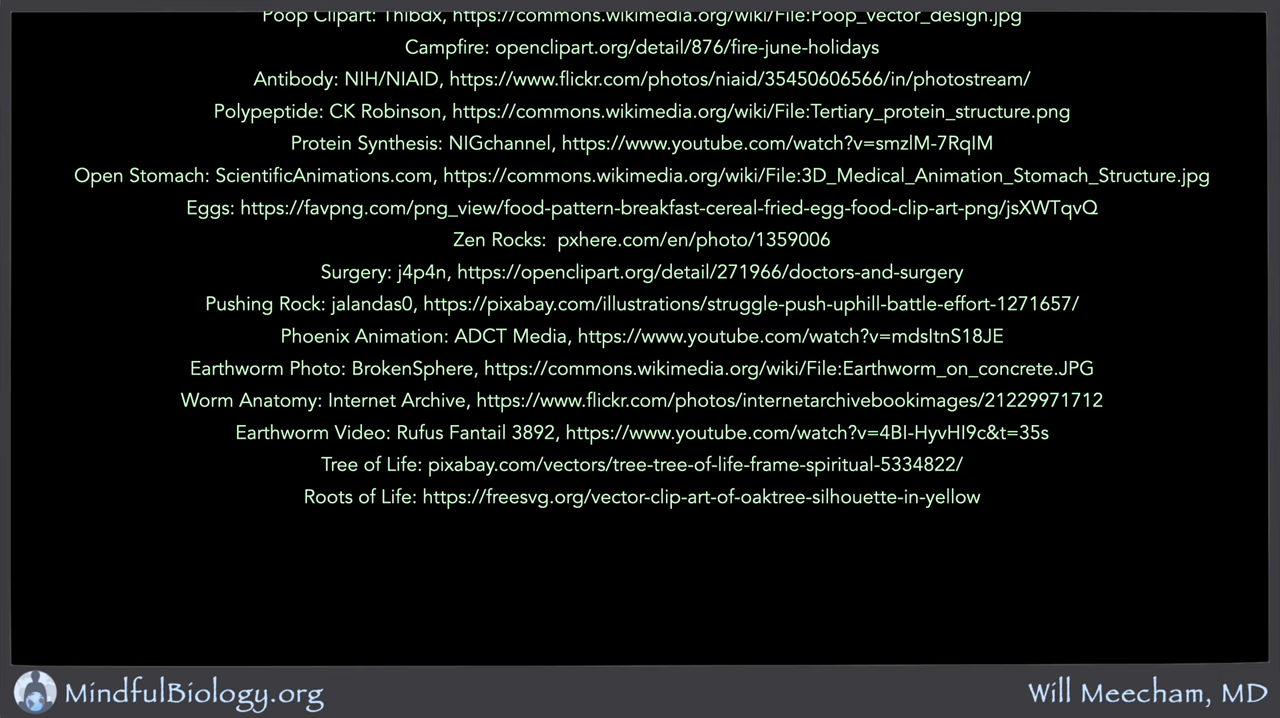 Poop Clipart: Thibdx, https://commons.wikimedia.org/wiki/File:Poop_vector_design.jpg
Campfire: openclipart.org/detail/876/fire-june-holidays
Antibody: NIH/NIAID, https://www.flickr.com/photos/niaid/35450606566/in/photostream/
Polypeptide: CK Robinson, https://commons.wikimedia.org/wiki/File:Tertiary_protein_structure.png
Protein Synthesis: NIGchannel, https://www.youtube.com/watch?v=smzlM-7RqIM
Open Stomach: ScientificAnimations.com, https://commons.wikimedia.org/wiki/File:3D_Medical_Animation_Stomach_Structure.jpg
Eggs: https://favpng.com/png_view/food-pattern-breakfast-cereal-fried-egg-food-clip-art-png/jsXWTqvQ
Zen Rocks: pxhere.com/en/photo/1359006
Surgery: j4p4n, https://openclipart.org/detail/271966/doctors-and-surgery
Pushing Rock: jalandas0, https://pixabay.com/illustrations/struggle-push-uphill-battle-effort-1271657/
Phoenix Animation: ADCT Media, https://www.youtube.com/watch?v=mdsItnS18JE
Earthworm Photo: BrokenSphere, https://commons.wikimedia.org/wiki/File:Earthworm_on_concrete.JPG
Worm Anatomy: Internet Archive, https://www.flickr.com/photos/internetarchivebookimages/21229971712
Earthworm Video: Rufus Fantail 3892, https://www.youtube.com/watch?v=4BI-HyvHI9c&t=35s
Tree of Life: pixabay.com/vectors/tree-tree-of-life-frame-spiritual-5334822/
Roots of Life: https://freesvg.org/vector-clip-art-of-oaktree-silhouette-in-yellow
MindfulBiology.org
Will Meecham, MD